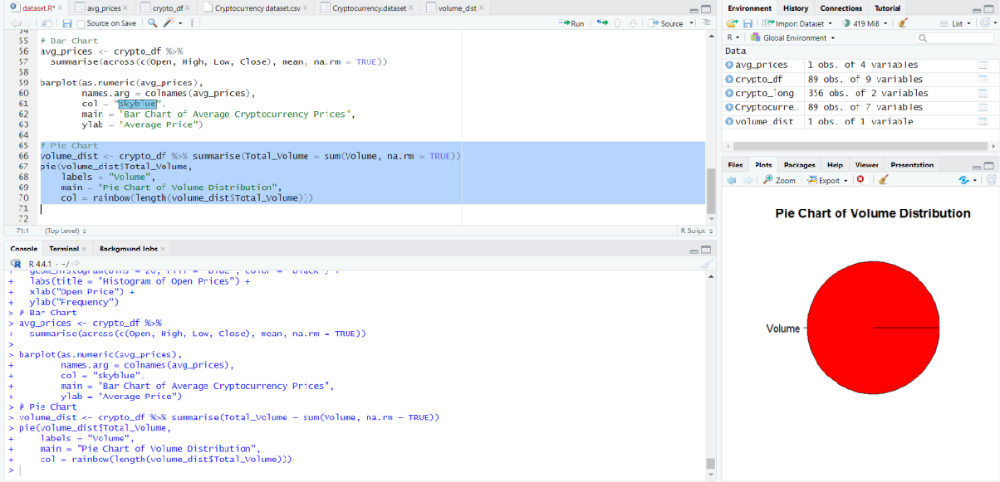 dataset.R* × avg_prices × crypto_df × Cryptocurrency dataset.csv × Cryptocurrency.dataset × volume_dist ×
Source on Save Run Source
54
55 # Bar Chart
56 avg_prices <- crypto_df %>%
57 summarise(across(c(Open, High, Low, Close), mean, na.rm = TRUE))
58
59 barplot(as.numeric(avg_prices),
60 names.arg = colnames(avg_prices),
61 col = "skyblue",
62 main = "Bar Chart of Average Cryptocurrency Prices",
63 ylab = "Average Price")
64
65 # Pie Chart
66 volume_dist <- crypto_df %>% summarise(Total_Volume = sum(Volume, na.rm = TRUE))
67 pie(volume_dist$Total_Volume,
68 labels = "Volume",
69 main = "Pie Chart of Volume Distribution",
70 col = rainbow(length(volume_dist$Total_Volume)))
71
72
71:1 (Top Level) R Script
Console Terminal × Background Jobs ×
R 4.4.1 · ~/
+ geom_histogram(bins = 20, fill = "blue", color = "black") +
+ labs(title = "Histogram of Open Prices") +
+ xlab("Open Price") +
+ ylab("Frequency")
> # Bar Chart
> avg_prices <- crypto_df %>%
+ summarise(across(c(Open, High, Low, Close), mean, na.rm = TRUE))
>
> barplot(as.numeric(avg_prices),
+ names.arg = colnames(avg_prices),
+ col = "skyblue",
+ main = "Bar Chart of Average Cryptocurrency Prices",
+ ylab = "Average Price")
> # Pie Chart
> volume_dist <- crypto_df %>% summarise(Total_Volume = sum(Volume, na.rm = TRUE))
> pie(volume_dist$Total_Volume,
+ labels = "Volume",
+ main = "Pie Chart of Volume Distribution",
+ col = rainbow(length(volume_dist$Total_Volume)))
>
Environment History Connections Tutorial
Import Dataset 419 MiB List
R Global Environment
Data
avg_prices 1 obs. of 4 variables
crypto_df 89 obs. of 9 variables
crypto_long 356 obs. of 2 variables
Cryptocurre… 89 obs. of 7 variables
volume_dist 1 obs. of 1 variable
Files Plots Packages Help Viewer Presentation
Zoom Export
Pie Chart of Volume Distribution
Volume